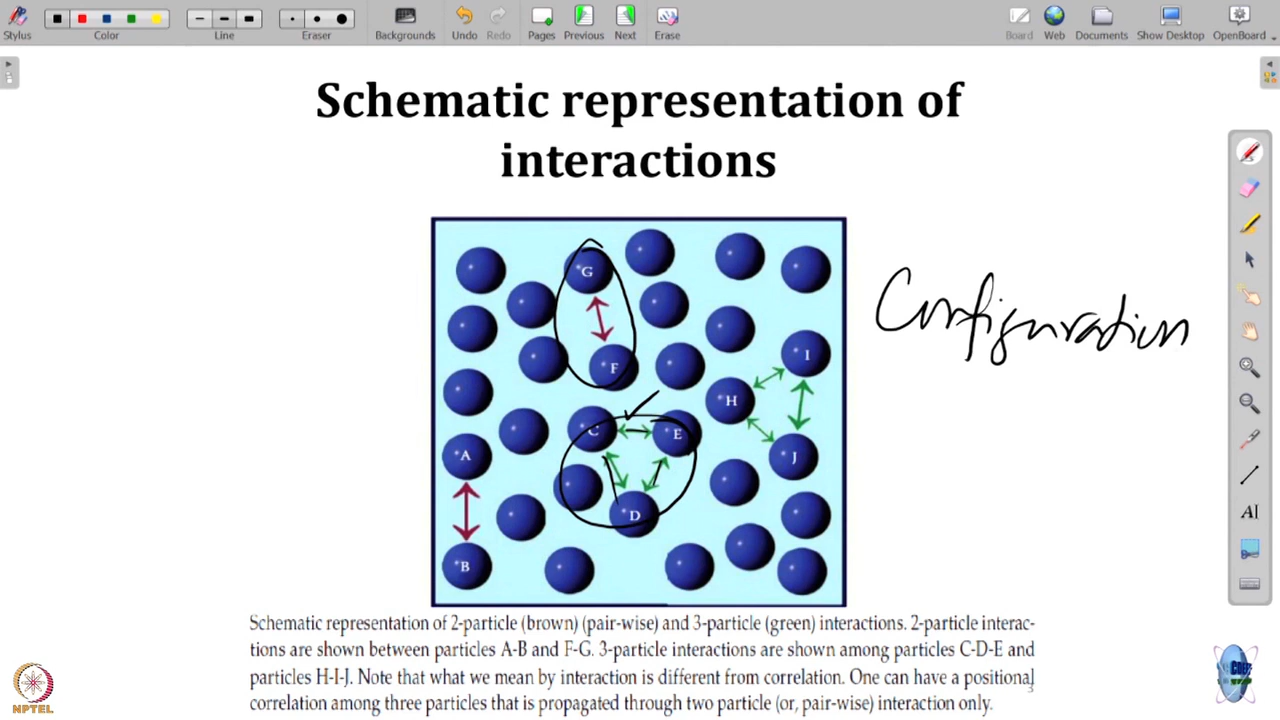 Stylus
Color
Line
Eraser
Backgrounds
Undo
Redo
Pages
Previous
Next
Erase
Board
Web
Documents
Show Desktop
OpenBoard
Schematic representation of
interactions
G
F
I
H
C
E
J
A
D
B
Configuration
AI
Schematic representation of 2-particle (brown) (pair-wise) and 3-particle (green) interactions. 2-particle interac-
tions are shown between particles A-B and F-G. 3-particle interactions are shown among particles C-D-E and
particles H-I-J. Note that what we mean by interaction is different from correlation. One can have a positional
correlation among three particles that is propagated through two particle (or, pair-wise) interaction only.
3
NPTEL